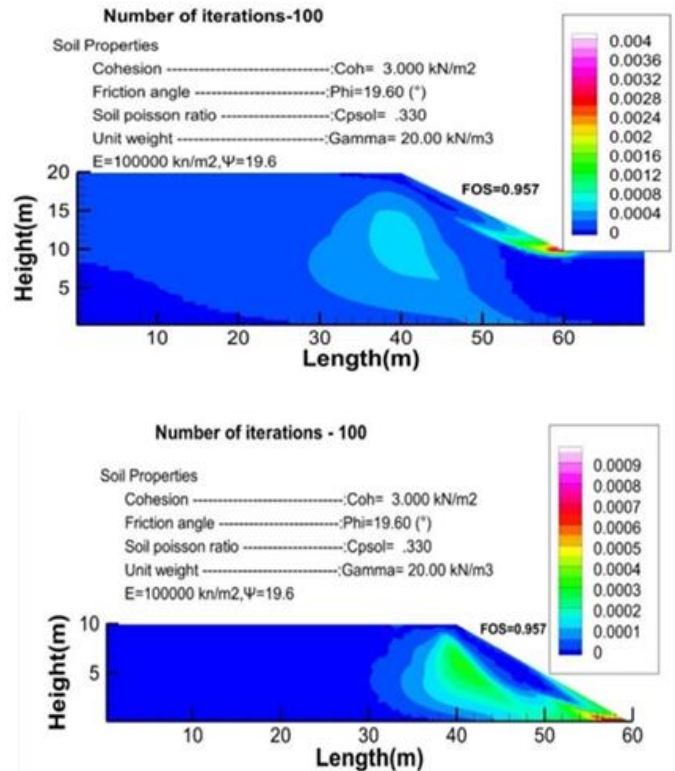 Number of iterations-100
Soil Properties
Cohesion ------------------------------:Coh= 3.000 kN/m2
Friction angle --------------------------:Phi=19.60 (°)
Soil poisson ratio ---------------------:Cpsol= .330
Unit weight ----------------------------:Gamma= 20.00 kN/m3
E=100000 kn/m2,Ψ=19.6
FOS=0.957
0.004
0.0036
0.0032
0.0028
0.0024
0.002
0.0016
0.0012
0.0008
0.0004
0
20
15
10
5
Height(m)
10 20 30 40 50 60
Length(m)
Number of iterations - 100
Soil Properties
Cohesion ------------------------------:Coh= 3.000 kN/m2
Friction angle --------------------------:Phi=19.60 (°)
Soil poisson ratio ---------------------:Cpsol= .330
Unit weight ----------------------------:Gamma= 20.00 kN/m3
E=100000 kn/m2,Ψ=19.6
FOS=0.957
0.0009
0.0008
0.0007
0.0006
0.0005
0.0004
0.0003
0.0002
0.0001
0
10
5
Height(m)
10 20 30 40 50 60
Length(m)